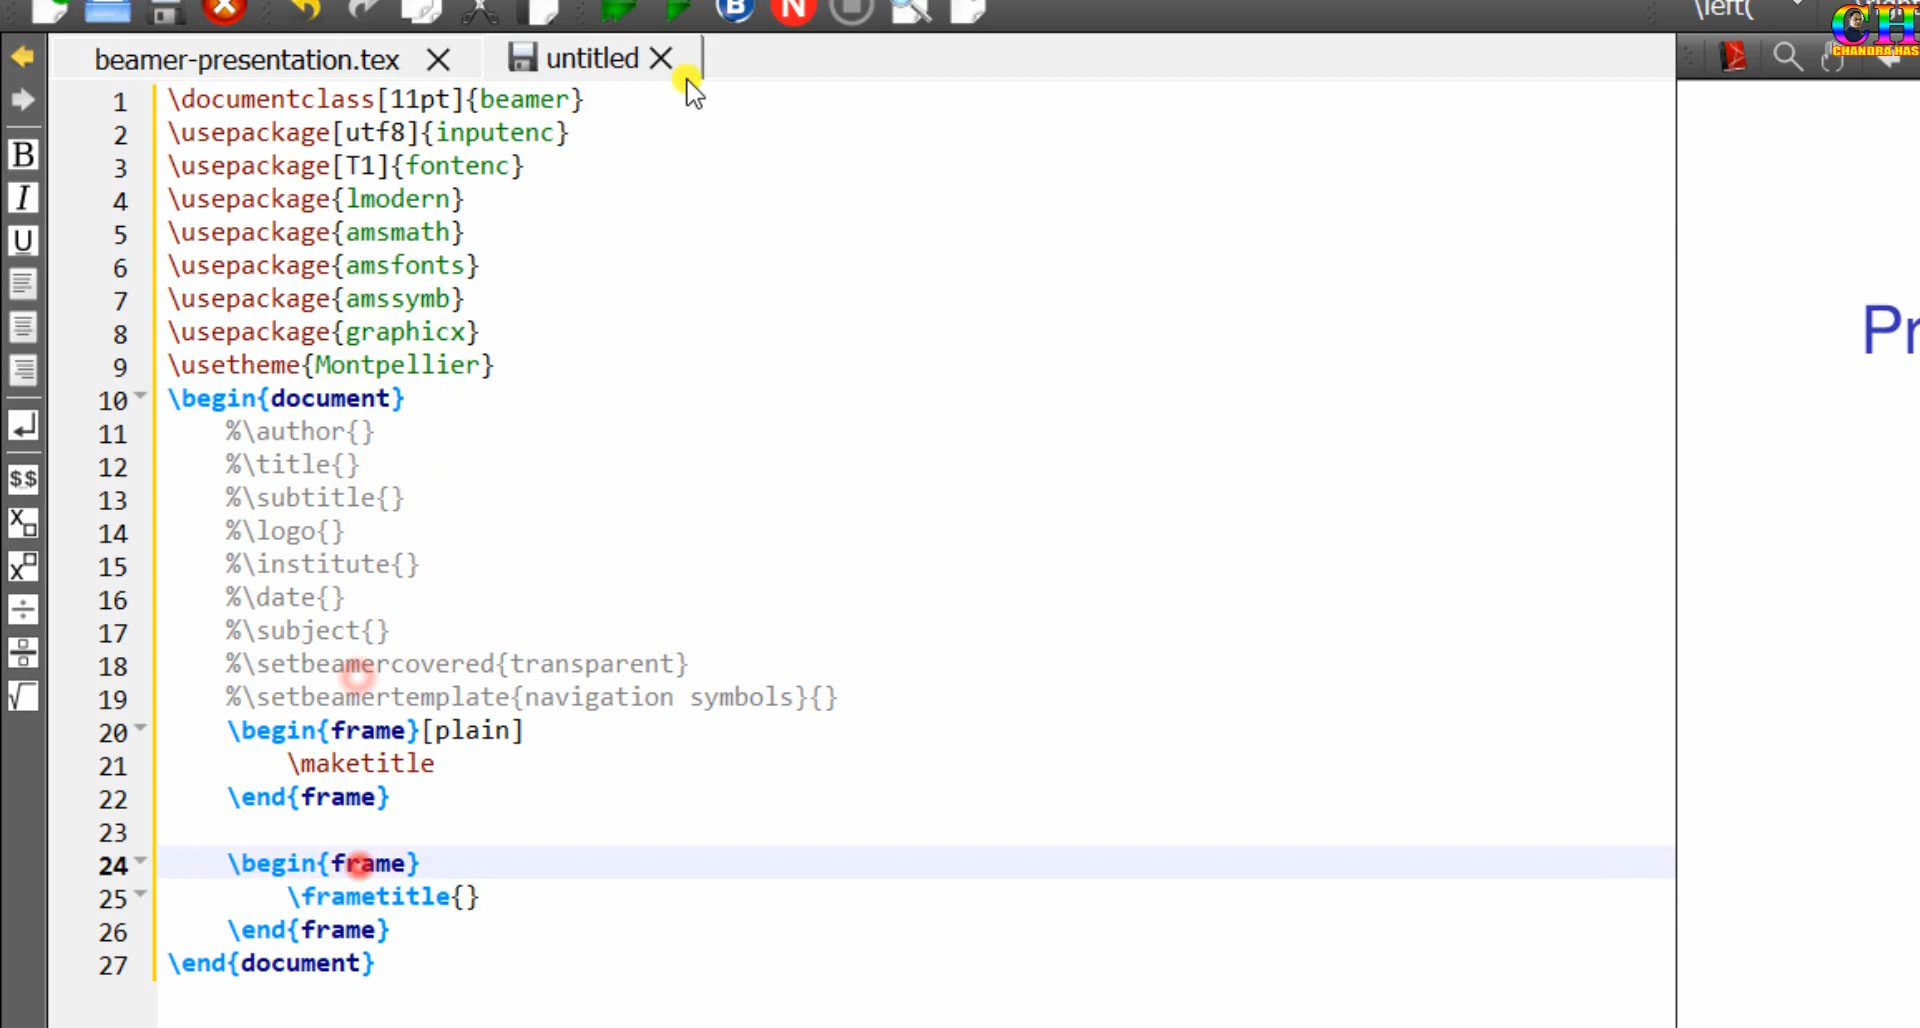 \left(
CH
CHANDRA HAS
beamer-presentation.tex
untitled
B
I
U
$$
1 \documentclass[11pt]{beamer}
2 \usepackage[utf8]{inputenc}
3 \usepackage[T1]{fontenc}
4 \usepackage{lmodern}
5 \usepackage{amsmath}
6 \usepackage{amsfonts}
7 \usepackage{amssymb}
8 \usepackage{graphicx}
9 \usetheme{Montpellier}
10 \begin{document}
11 %\author{}
12 %\title{}
13 %\subtitle{}
14 %\logo{}
15 %\institute{}
16 %\date{}
17 %\subject{}
18 %\setbeamercovered{transparent}
19 %\setbeamertemplate{navigation symbols}{}
20 \begin{frame}[plain]
21 \maketitle
22 \end{frame}
23
24 \begin{frame}
25 \frametitle{}
26 \end{frame}
27 \end{document}
Pr